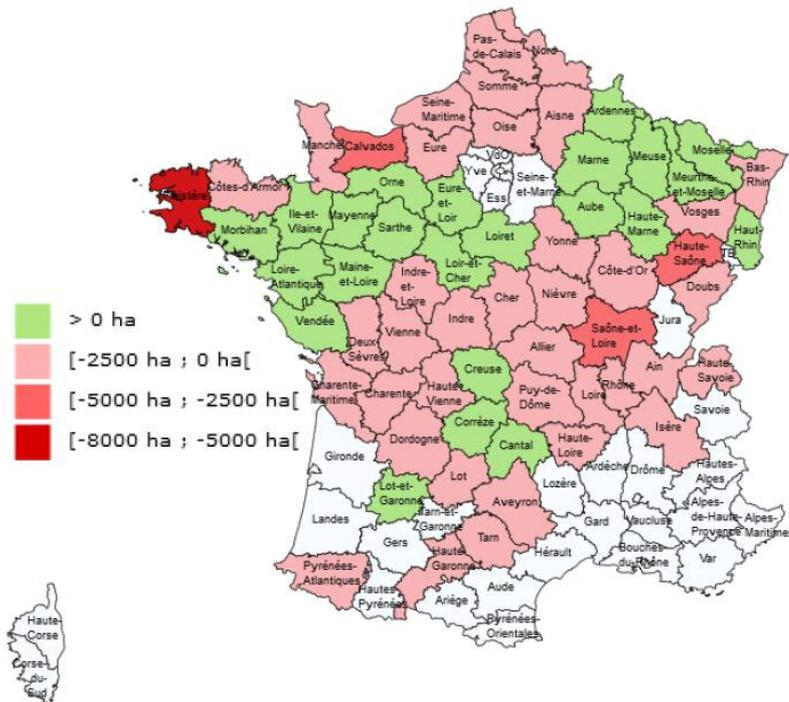 Pas-
de-Calais
Nord
Somme
Seine-
Maritime
Aisne
Oise
Ardennes
Manche
Calvados
Eure
VdO
Yve
Ess
Seine-
et-Marne
Marne
Meuse
Moselle
Meurthe-
et-Moselle
Bas-
Rhin
Finistère
Côtes-d'Armor
Orne
Eure-
et-
Loir
Aube
Haute-
Marne
Vosges
Haut-
Rhin
Morbihan
Ille-et-
Vilaine
Mayenne
Sarthe
Loiret
Yonne
Haute-
Saône
TB
Loire-
Atlantique
Maine-
et-Loire
Loir-et-
Cher
Côte-d'Or
Doubs
Indre-
et-
Loire
Cher
Nièvre
Vendée
Vienne
Indre
Saône-et-
Loire
Jura
> 0 ha
Deux-
Sèvres
Allier
[-2500 ha ; 0 ha[
Creuse
Ain
Haute-
Savoie
Charente-
Maritime
Charente
Haute-
Vienne
Puy-de-
Dôme
Loire
Rhône
[-5000 ha ; -2500 ha[
Savoie
Corrèze
Isère
[-8000 ha ; -5000 ha[
Dordogne
Cantal
Haute-
Loire
Gironde
Ardèche
Drôme
Hautes-
Alpes
Lot-et-
Garonne
Lot
Lozère
Aveyron
Landes
Tarn-et-
Garonne
Gard
Vaucluse
Alpes-
de-Haute-
Provence
Alpes-
Maritime
Gers
Tarn
Hérault
Bouches-
du-Rhône
Var
Pyrénées-
Atlantiques
Haute-
Garonne
Hautes-
Pyrénées
Ariège
Aude
Pyrénées-
Orientales
Haute-
Corse
Corse-
du-
Sud